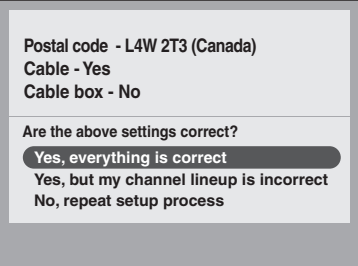 Postal code - L4W 2T3 (Canada)
Cable - Yes
Cable box - No
Are the above settings correct?
Yes, everything is correct
Yes, but my channel lineup is incorrect
No, repeat setup process